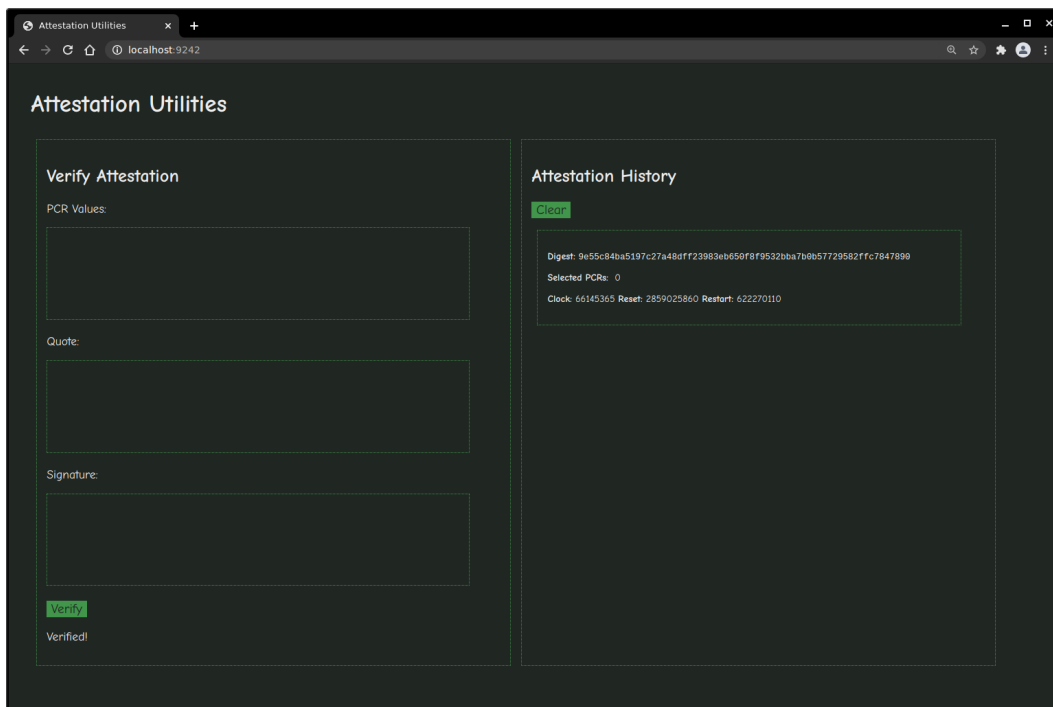 Attestation Utilities
localhost:9242
Attestation Utilities
Verify Attestation
PCR Values:
Quote:
Signature:
Verify
Verified!
Attestation History
Clear
Digest: 9e55c84ba5197c27a48dff23983eb650f8f9532bba7b0b57729582ffc7847890
Selected PCRs: 0
Clock: 66145365 Reset: 2859025860 Restart: 622270110